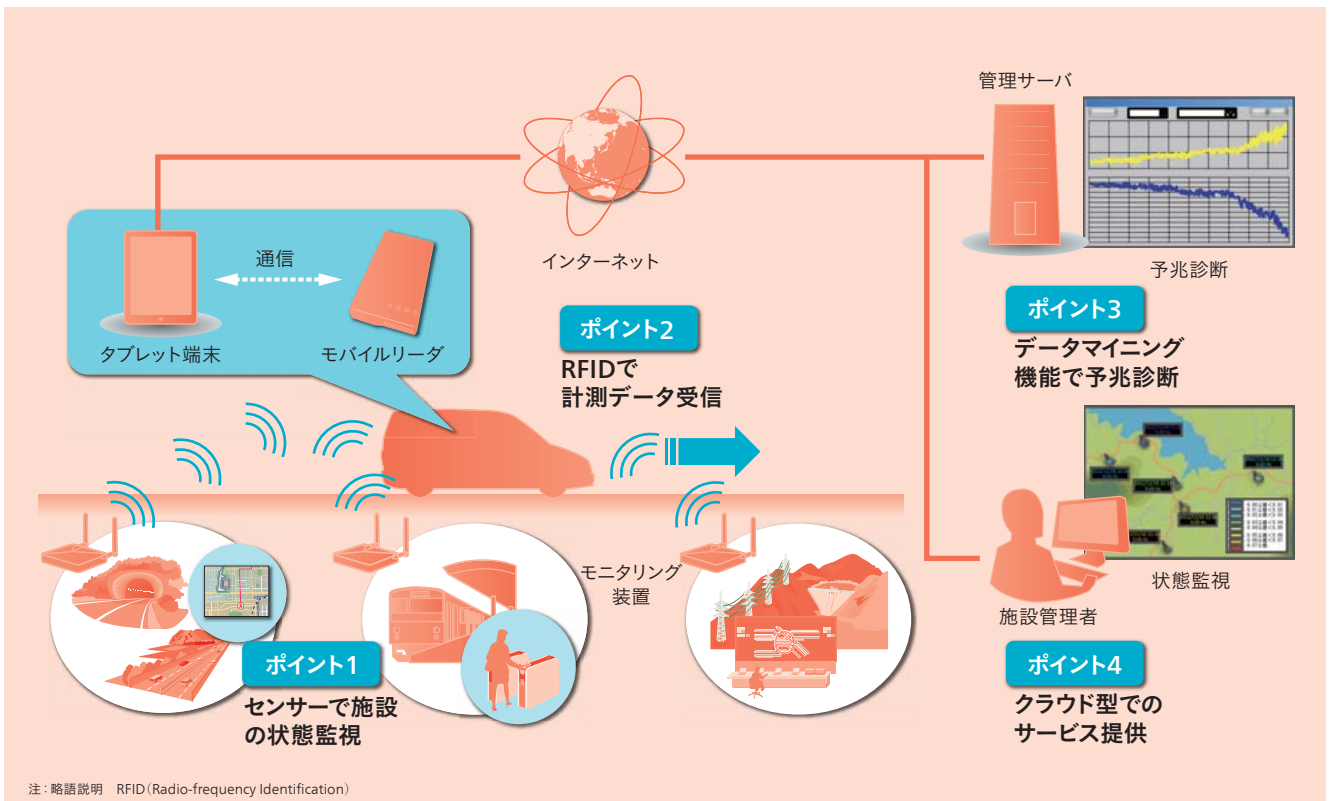 管理サーバ
通信
インターネット
予兆診断
タブレット端末
モバイルリーダ
ポイント2
RFIDで
計測データ受信
ポイント3
データマイニング
機能で予兆診断
モニタリング
装置
状態監視
施設管理者
ポイント1
センサーで施設
の状態監視
ポイント4
クラウド型での
サービス提供
注：略語説明　RFID（Radio-frequency Identification）